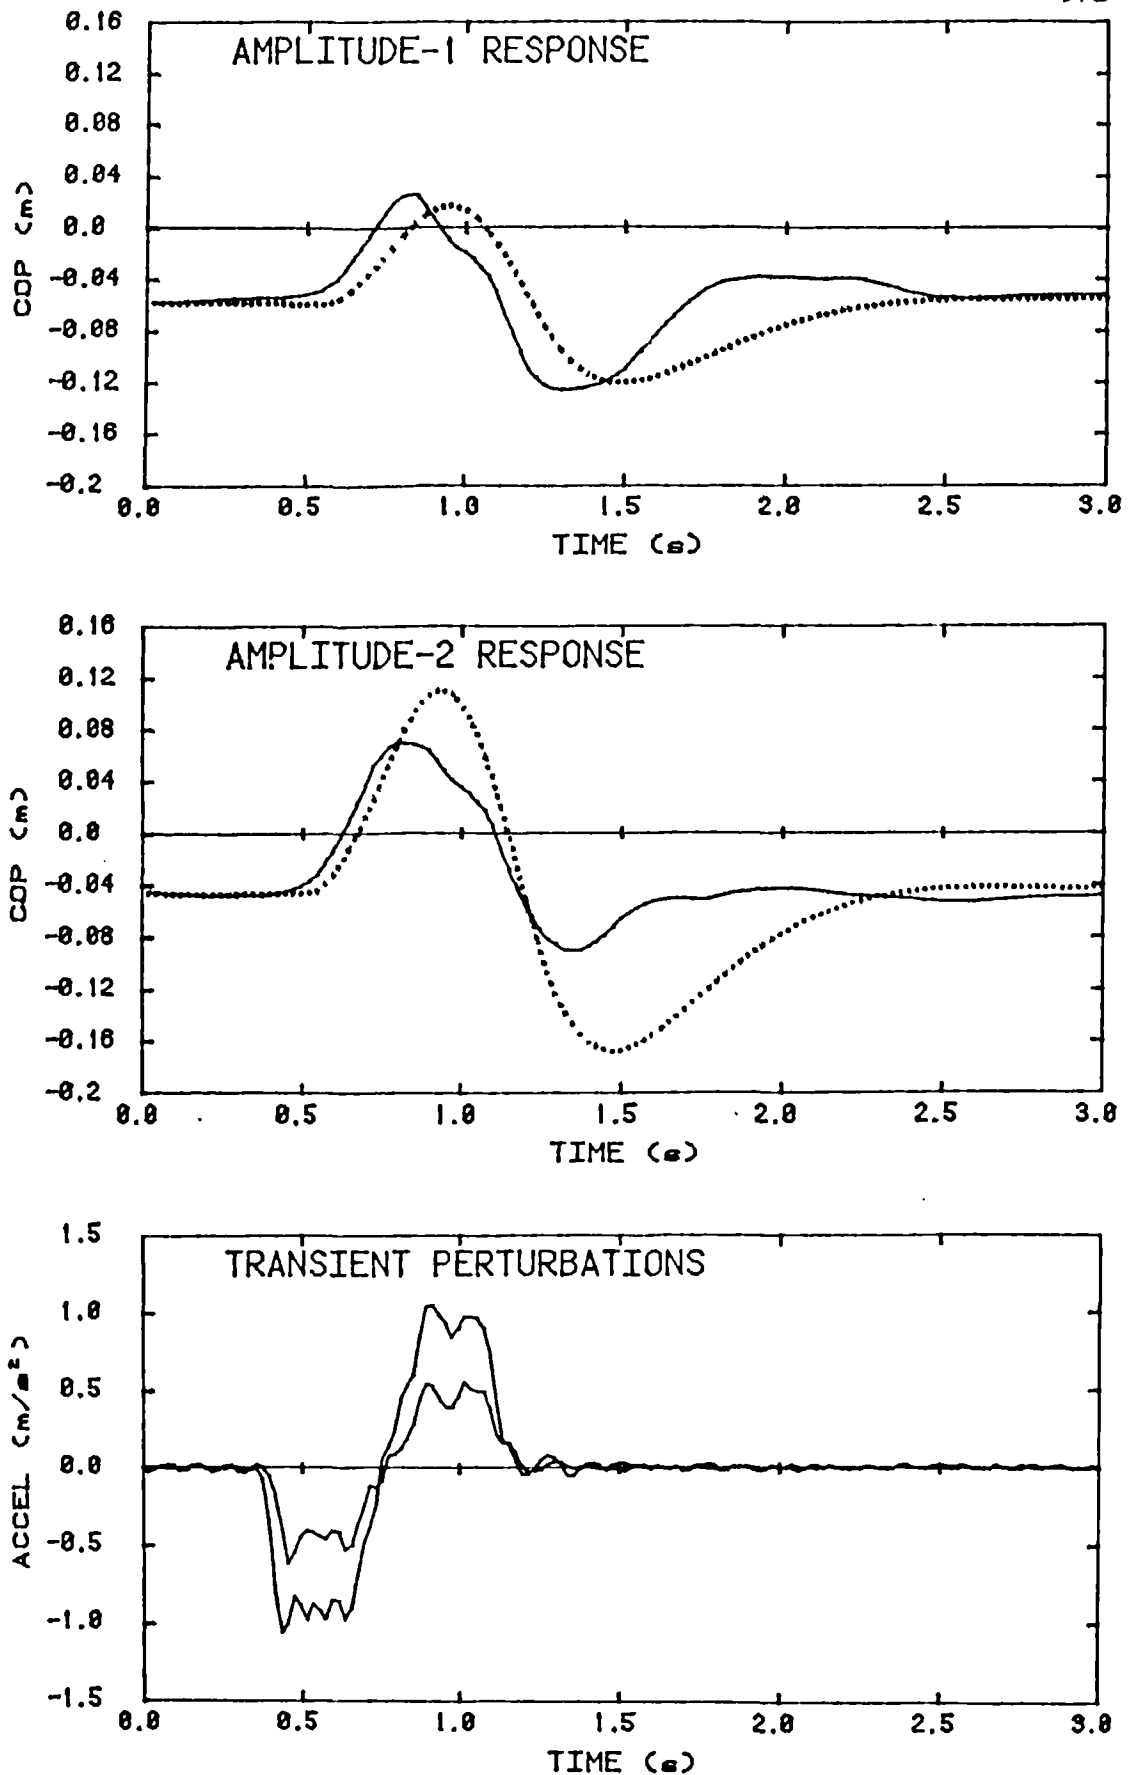 0.16
AMPLITUDE-1 RESPONSE
0.12
0.08
0.04
0.0
-0.04
-0.08
-0.12
-0.16
-0.2
COP (m)
0.0 0.5 1.0 1.5 2.0 2.5 3.0
TIME (s)
0.16
AMPLITUDE-2 RESPONSE
0.12
0.08
0.04
0.0
-0.04
-0.08
-0.12
-0.16
-0.2
COP (m)
0.0 0.5 1.0 1.5 2.0 2.5 3.0
TIME (s)
1.5
TRANSIENT PERTURBATIONS
1.0
0.5
0.0
-0.5
-1.0
-1.5
ACCEL (m/s²)
0.0 0.5 1.0 1.5 2.0 2.5 3.0
TIME (s)